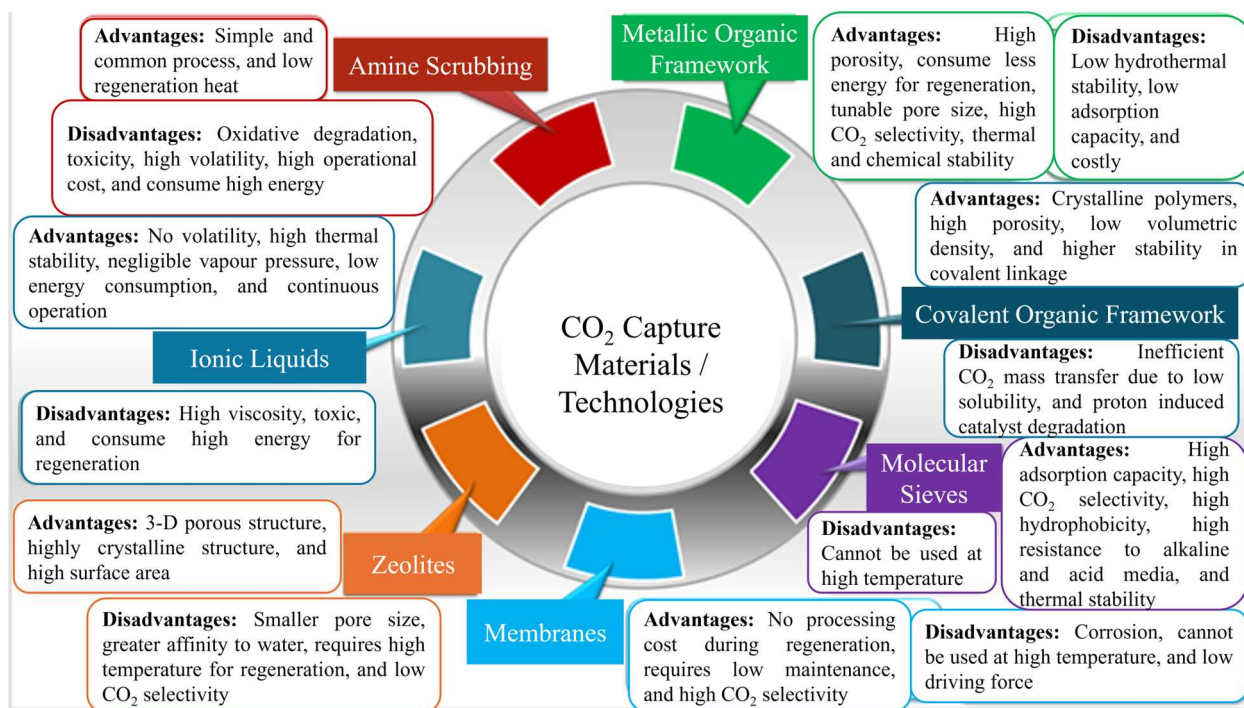 Advantages: Simple and
common process, and low
regeneration heat
Amine Scrubbing
Disadvantages: Oxidative degradation,
toxicity, high volatility, high operational
cost, and consume high energy
Metallic Organic
Framework
Advantages: High
porosity, consume less
energy for regeneration,
tunable pore size, high
CO₂ selectivity, thermal
and chemical stability
Disadvantages:
Low hydrothermal
stability, low
adsorption
capacity, and
costly
Advantages: No volatility, high thermal
stability, negligible vapour pressure, low
energy consumption, and continuous
operation
Ionic Liquids
Disadvantages: High viscosity, toxic,
and consume high energy for
regeneration
CO₂ Capture
Materials /
Technologies
Advantages: Crystalline polymers,
high porosity, low volumetric
density, and higher stability in
covalent linkage
Covalent Organic Framework
Disadvantages: Inefficient
CO₂ mass transfer due to low
solubility, and proton induced
catalyst degradation
Molecular
Sieves
Disadvantages:
Cannot be used at
high temperature
Advantages: High
adsorption capacity, high
CO₂ selectivity, high
hydrophobicity, high
resistance to alkaline
and acid media, and
thermal stability
Advantages: 3-D porous structure,
highly crystalline structure, and
high surface area
Zeolites
Disadvantages: Smaller pore size,
greater affinity to water, requires high
temperature for regeneration, and low
CO₂ selectivity
Membranes
Advantages: No processing
cost during regeneration,
requires low maintenance,
and high CO₂ selectivity
Disadvantages: Corrosion, cannot
be used at high temperature, and low
driving force